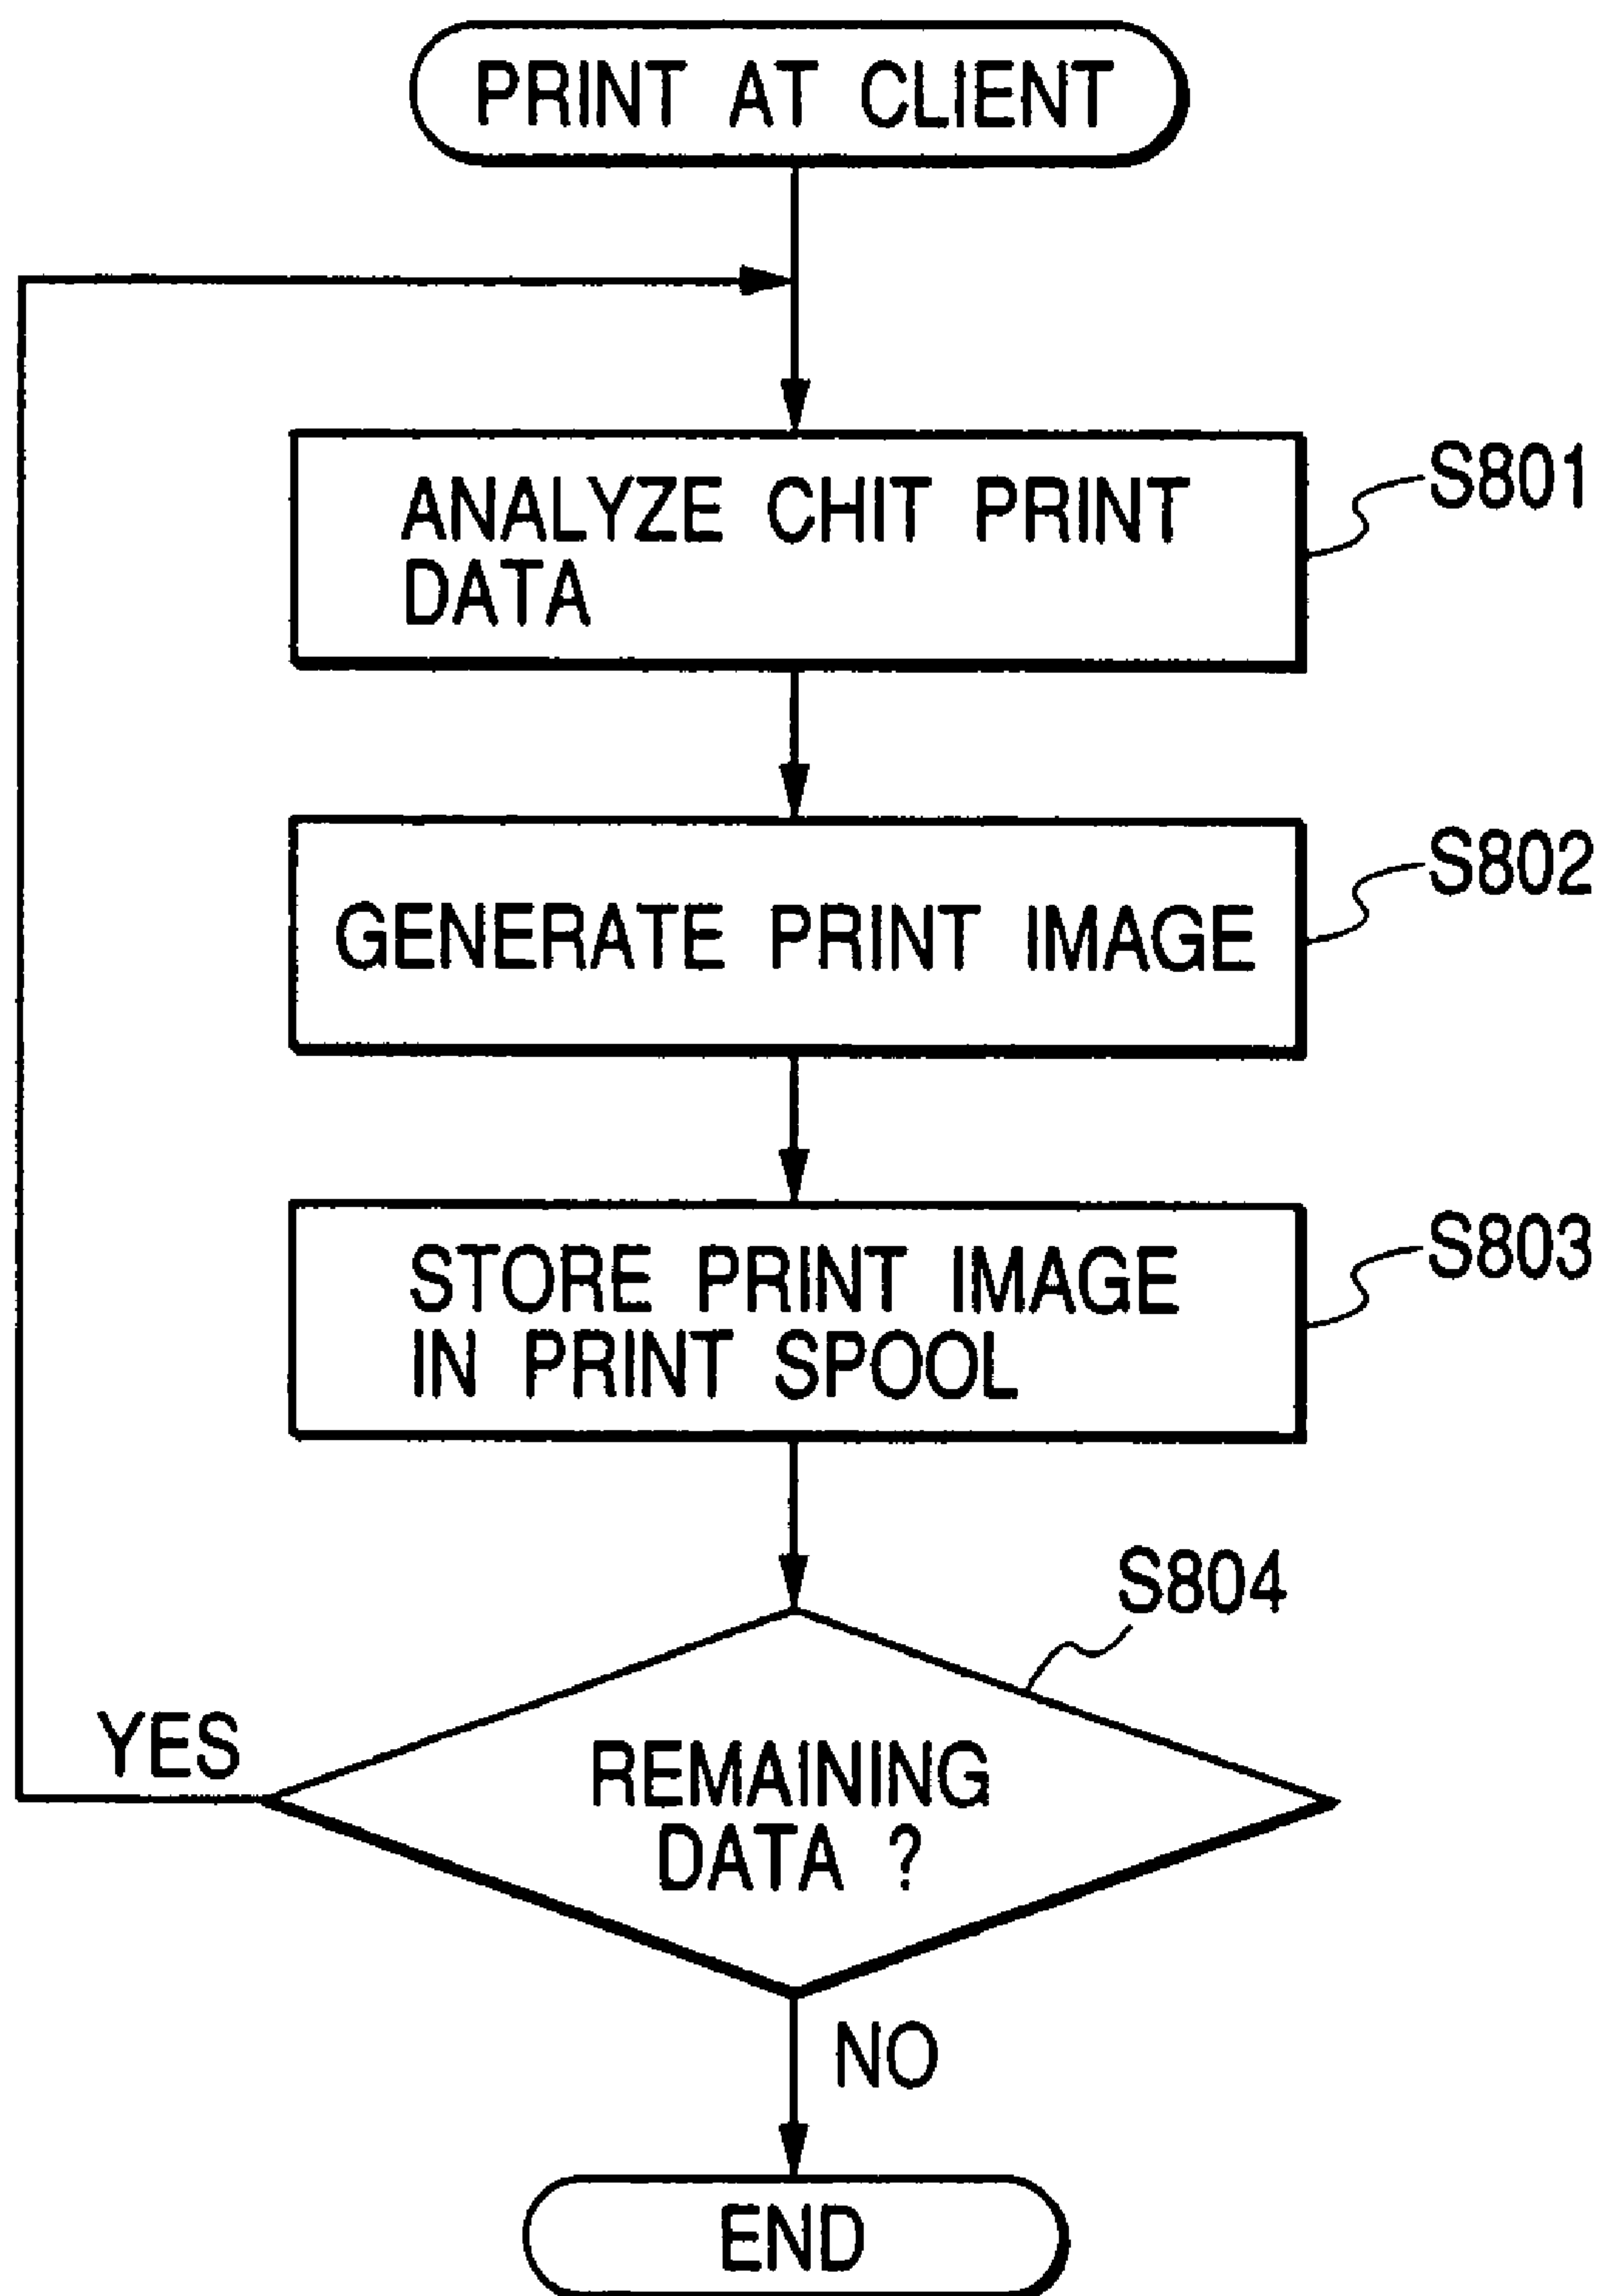 PRINT AT CLIENT
ANALYZE CHIT PRINT
DATA
S801
GENERATE PRINT IMAGE
S802
STORE PRINT IMAGE
IN PRINT SPOOL
S803
S804
YES
REMAINING
DATA ?
NO
END